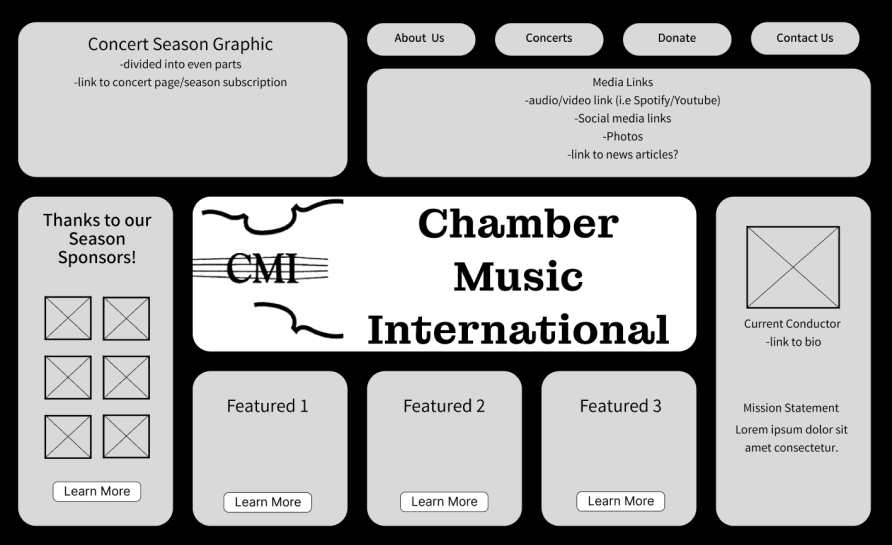 Concert Season Graphic
-divided into even parts
-link to concert page/season subscription
About Us
Concerts
Donate
Contact Us
Media Links
-audio/video link (i.e Spotify/Youtube)
-Social media links
-Photos
-link to news articles?
Thanks to our
Season
Sponsors!
Learn More
CMI
Chamber
Music
International
Current Conductor
-link to bio
Mission Statement
Lorem ipsum dolor sit
amet consectetur.
Featured 1
Learn More
Featured 2
Learn More
Featured 3
Learn More